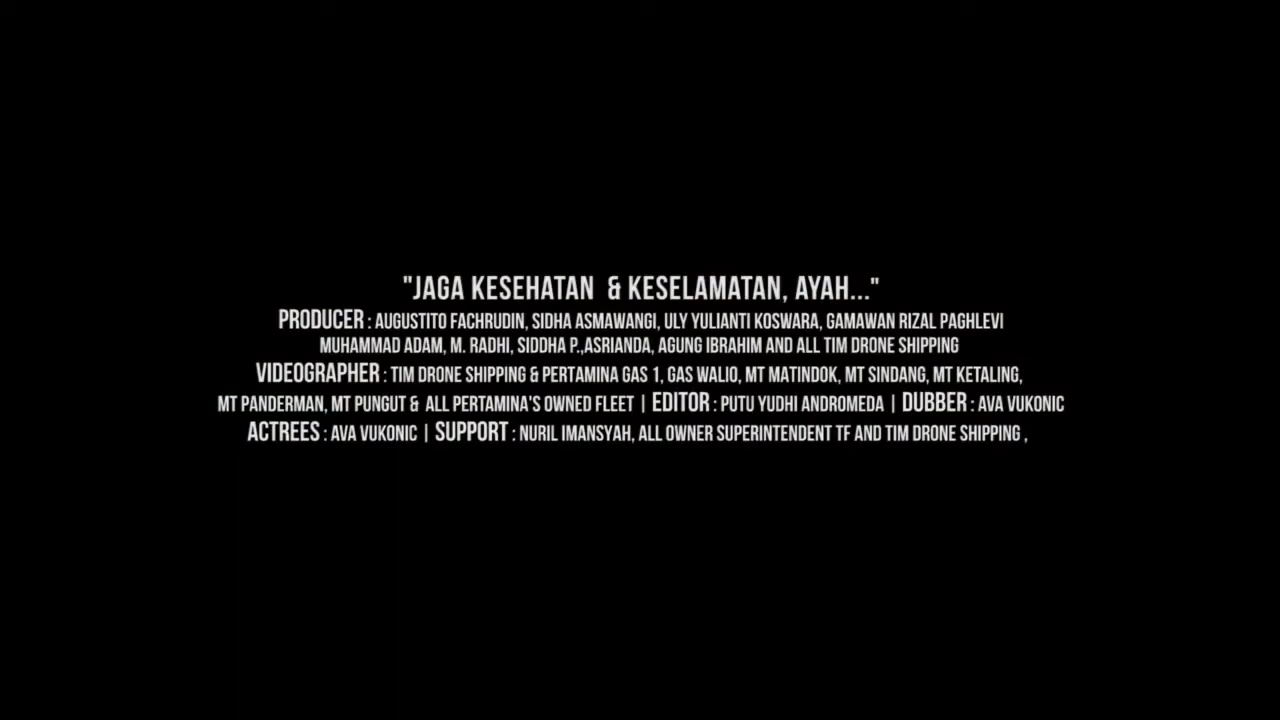 "JAGA KESEHATAN & KESELAMATAN, AYAH..."
PRODUCER : AUGUSTITO FACHRUDIN, SIDHA ASMAWANGI, ULY YULIANTI KOSWARA, GAMAWAN RIZAL PAGHLEVI
MUHAMMAD ADAM, M. RADHI, SIDDHA P.,ASRIANDA, AGUNG IBRAHIM AND ALL TIM DRONE SHIPPING
VIDEOGRAPHER : TIM DRONE SHIPPING & PERTAMINA GAS 1, GAS WALIO, MT MATINDOK, MT SINDANG, MT KETALING,
MT PANDERMAN, MT PUNGUT & ALL PERTAMINA'S OWNED FLEET | EDITOR : PUTU YUDHI ANDROMEDA | DUBBER : AVA VUKONIC
ACTREES : AVA VUKONIC | SUPPORT : NURIL IMANSYAH, ALL OWNER SUPERINTENDENT TF AND TIM DRONE SHIPPING ,